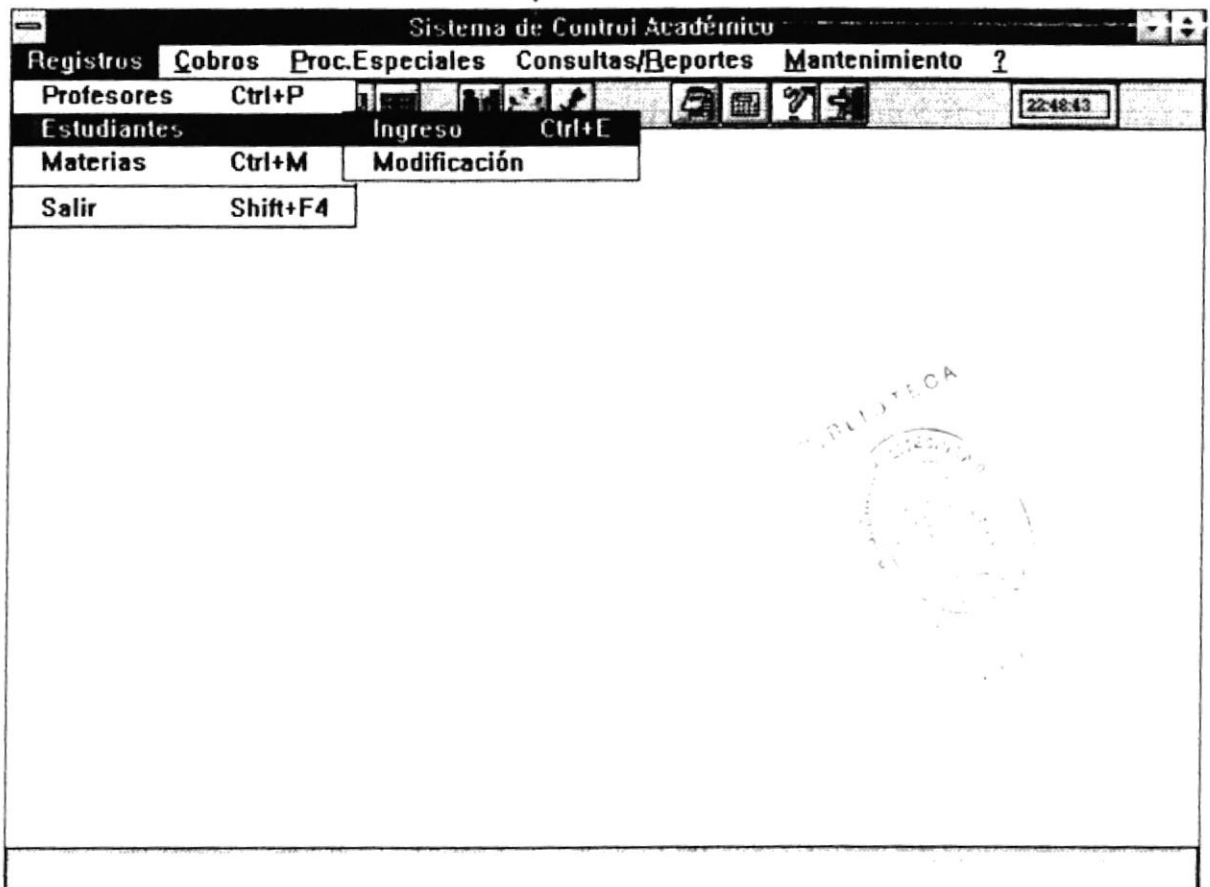 Sistema de Control Académico
Registros Cobros Proc.Especiales Consultas/Reportes Mantenimiento ?
22:48:43
Profesores Ctrl+P
Estudiantes
Ingreso Ctrl+E
Materias Ctrl+M
Modificación
Salir Shift+F4
BIBLIOTECA